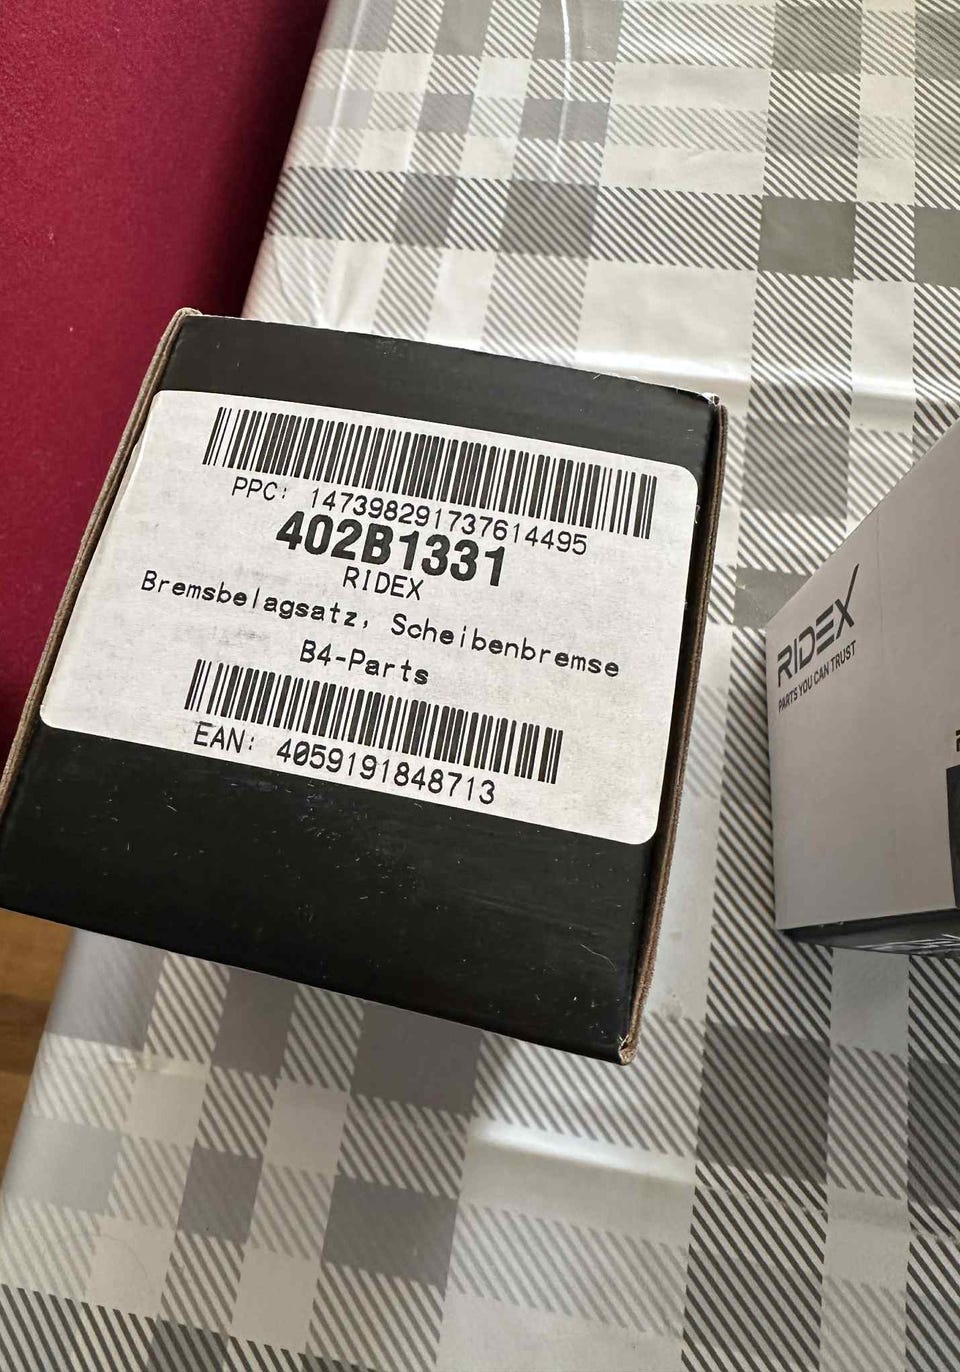 PPC: 147398291737614495
402B1331
RIDEX
Bremsbelagsatz, Scheibenbremse
B4-Parts
EAN: 4059191848713
RIDEX
PARTS YOU CAN TRUST